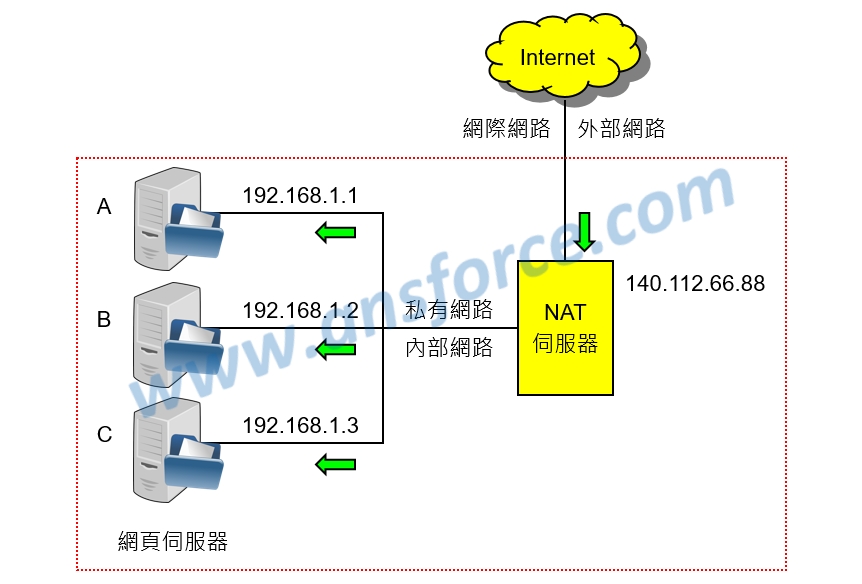 Internet
網際網路
外部網路
A
192.168.1.1
B
192.168.1.2
私有網路
內部網路
NAT
伺服器
140.112.66.88
C
192.168.1.3
網頁伺服器
www.ansforce.com